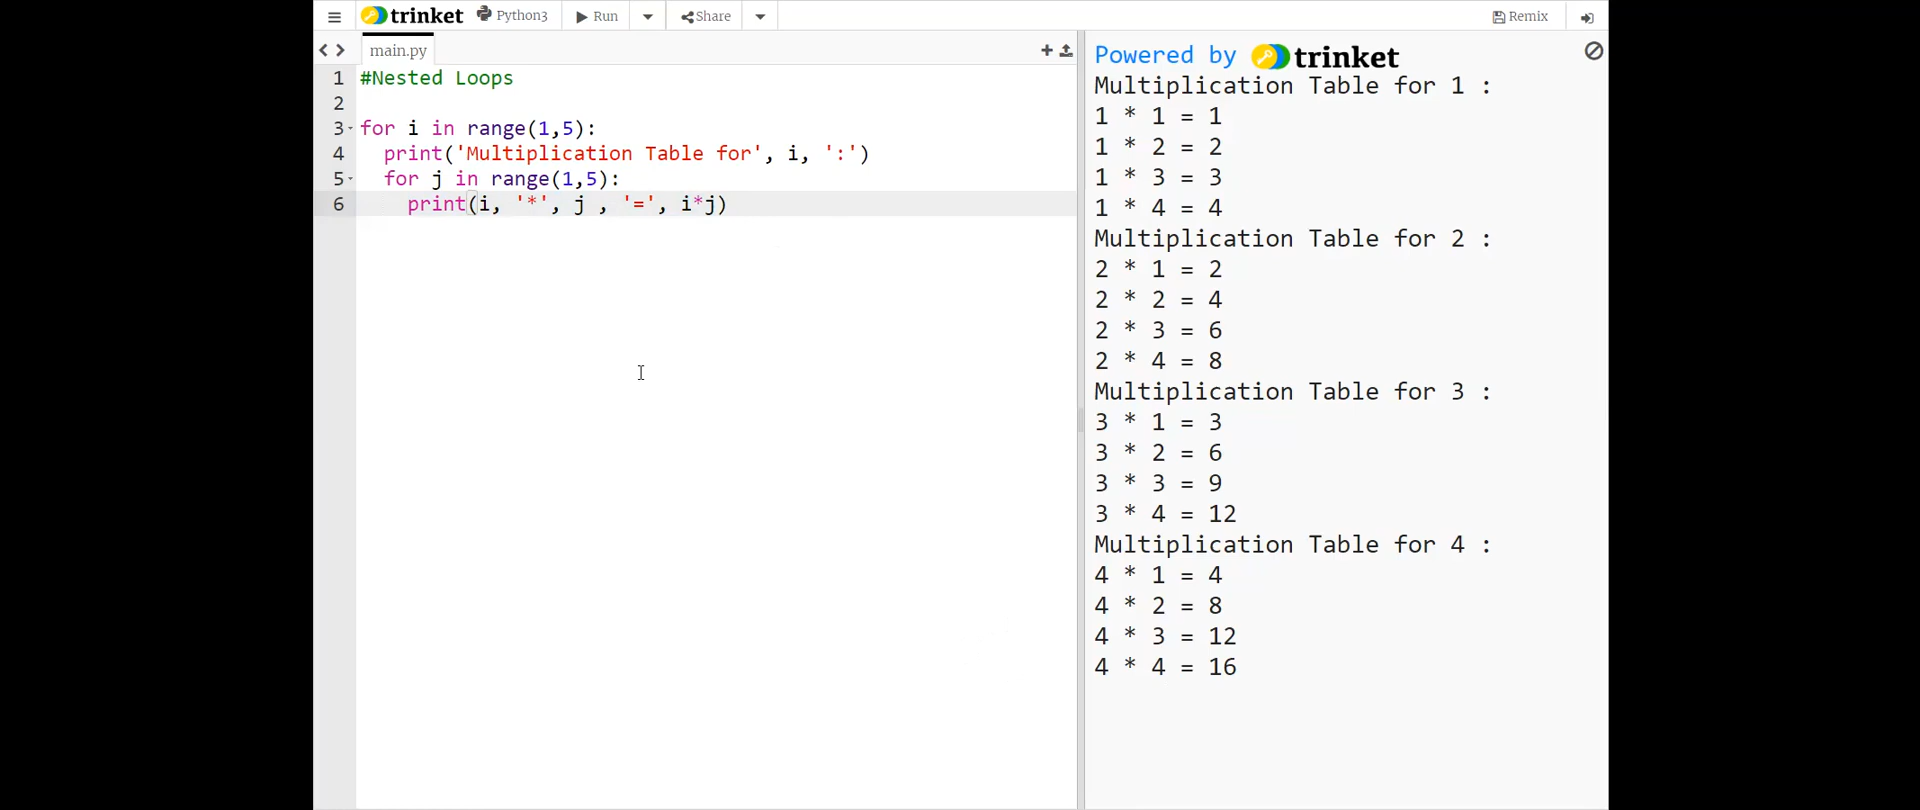 trinket Python3 Run Share Remix
main.py
1 #Nested Loops
2
3 for i in range(1,5):
4 print('Multiplication Table for', i, ':')
5 for j in range(1,5):
6 print(i, '*', j , '=', i*j)
Powered by trinket
Multiplication Table for 1 :
1 * 1 = 1
1 * 2 = 2
1 * 3 = 3
1 * 4 = 4
Multiplication Table for 2 :
2 * 1 = 2
2 * 2 = 4
2 * 3 = 6
2 * 4 = 8
Multiplication Table for 3 :
3 * 1 = 3
3 * 2 = 6
3 * 3 = 9
3 * 4 = 12
Multiplication Table for 4 :
4 * 1 = 4
4 * 2 = 8
4 * 3 = 12
4 * 4 = 16